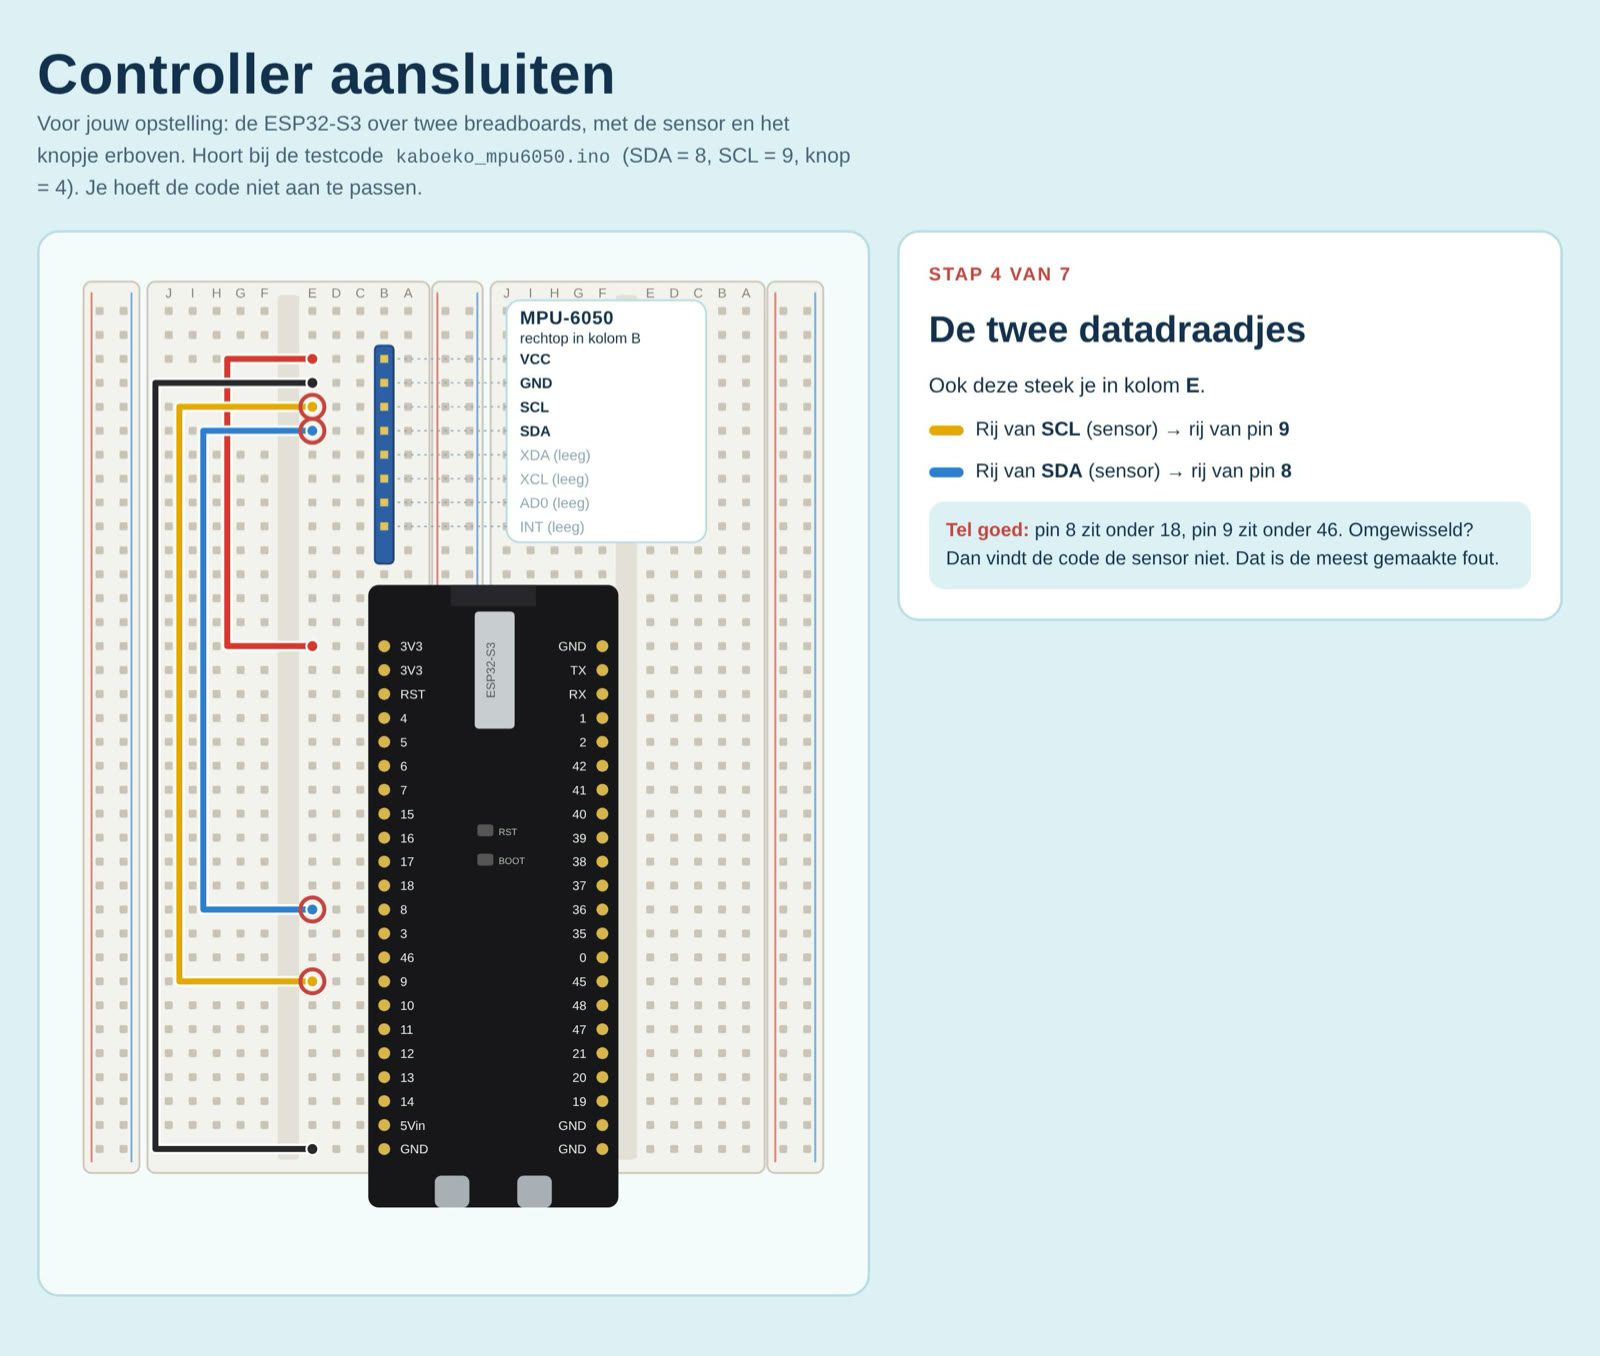 Controller aansluiten
Voor jouw opstelling: de ESP32-S3 over twee breadboards, met de sensor en het
knopje erboven. Hoort bij de testcode kaboeko_mpu6050.ino (SDA = 8, SCL = 9, knop
= 4). Je hoeft de code niet aan te passen.
J I H G F E D C B A
J I H G F E D C B A
MPU-6050
rechtop in kolom B
VCC
GND
SCL
SDA
XDA (leeg)
XCL (leeg)
AD0 (leeg)
INT (leeg)
ESP32-S3
3V3 GND
3V3 TX
RST RX
4 1
5 2
6 42
7 41
15 40
RST
16 39
BOOT
17 38
18 37
8 36
3 35
46 0
9 45
10 48
11 47
12 21
13 20
14 19
5Vin GND
GND GND
STAP 4 VAN 7
De twee datadraadjes
Ook deze steek je in kolom E.
Rij van SCL (sensor) → rij van pin 9
Rij van SDA (sensor) → rij van pin 8
Tel goed: pin 8 zit onder 18, pin 9 zit onder 46. Omgewisseld?
Dan vindt de code de sensor niet. Dat is de meest gemaakte fout.